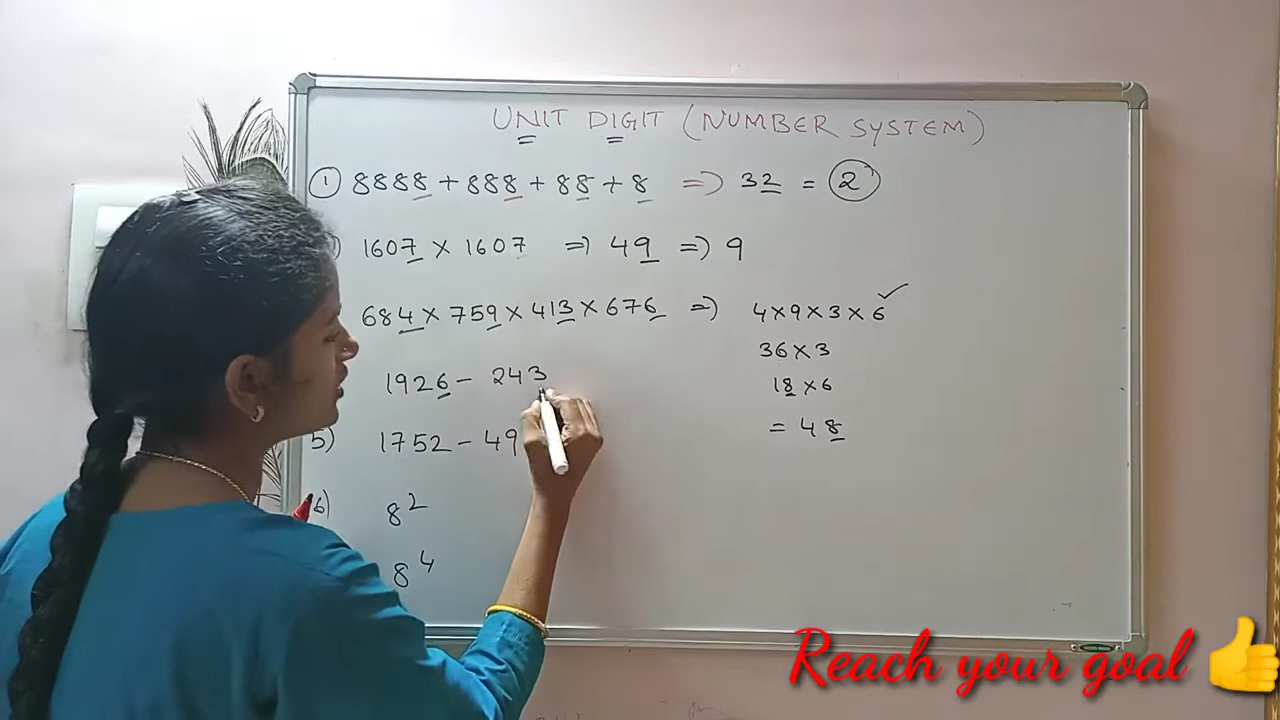 UNIT DIGIT (NUMBER SYSTEM)
① 8888 + 888 + 88 + 8 => 32 = ②
) 1607 × 1607 => 49 => 9
684 × 759 × 413 × 676 => 4×9×3×6 ✓
36×3
18×6
= 48
1926 - 243
5) 1752 - 49
6) 8²
8⁴
Reach your goal 👍